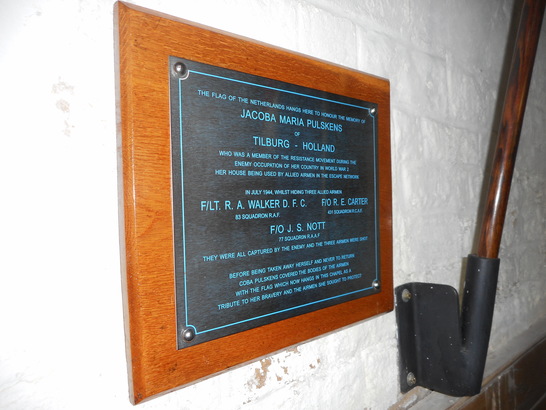 THE FLAG OF THE NETHERLANDS HANGS HERE TO HONOUR THE MEMORY OF
JACOBA MARIA PULSKENS
OF
TILBURG - HOLLAND
WHO WAS A MEMBER OF THE RESISTANCE MOVEMENT DURING THE
ENEMY OCCUPATION OF HER COUNTRY IN WORLD WAR 2
HER HOUSE BEING USED BY ALLIED AIRMEN IN THE ESCAPE NETWORK
IN JULY 1944, WHILST HIDING THREE ALLIED AIRMEN
F/LT. R. A. WALKER D. F. C. F/O R. E. CARTER
83 SQUADRON R.A.F. 431 SQUADRON R.C.A.F.
F/O J. S. NOTT
77 SQUADRON R.A.A.F
THEY WERE ALL CAPTURED BY THE ENEMY AND THE THREE AIRMEN WERE SHOT
BEFORE BEING TAKEN AWAY HERSELF AND NEVER TO RETURN
COBA PULSKENS COVERED THE BODIES OF THE AIRMEN
WITH THE FLAG WHICH NOW HANGS IN THIS CHAPEL AS A
TRIBUTE TO HER BRAVERY AND THE AIRMEN SHE SOUGHT TO PROTECT